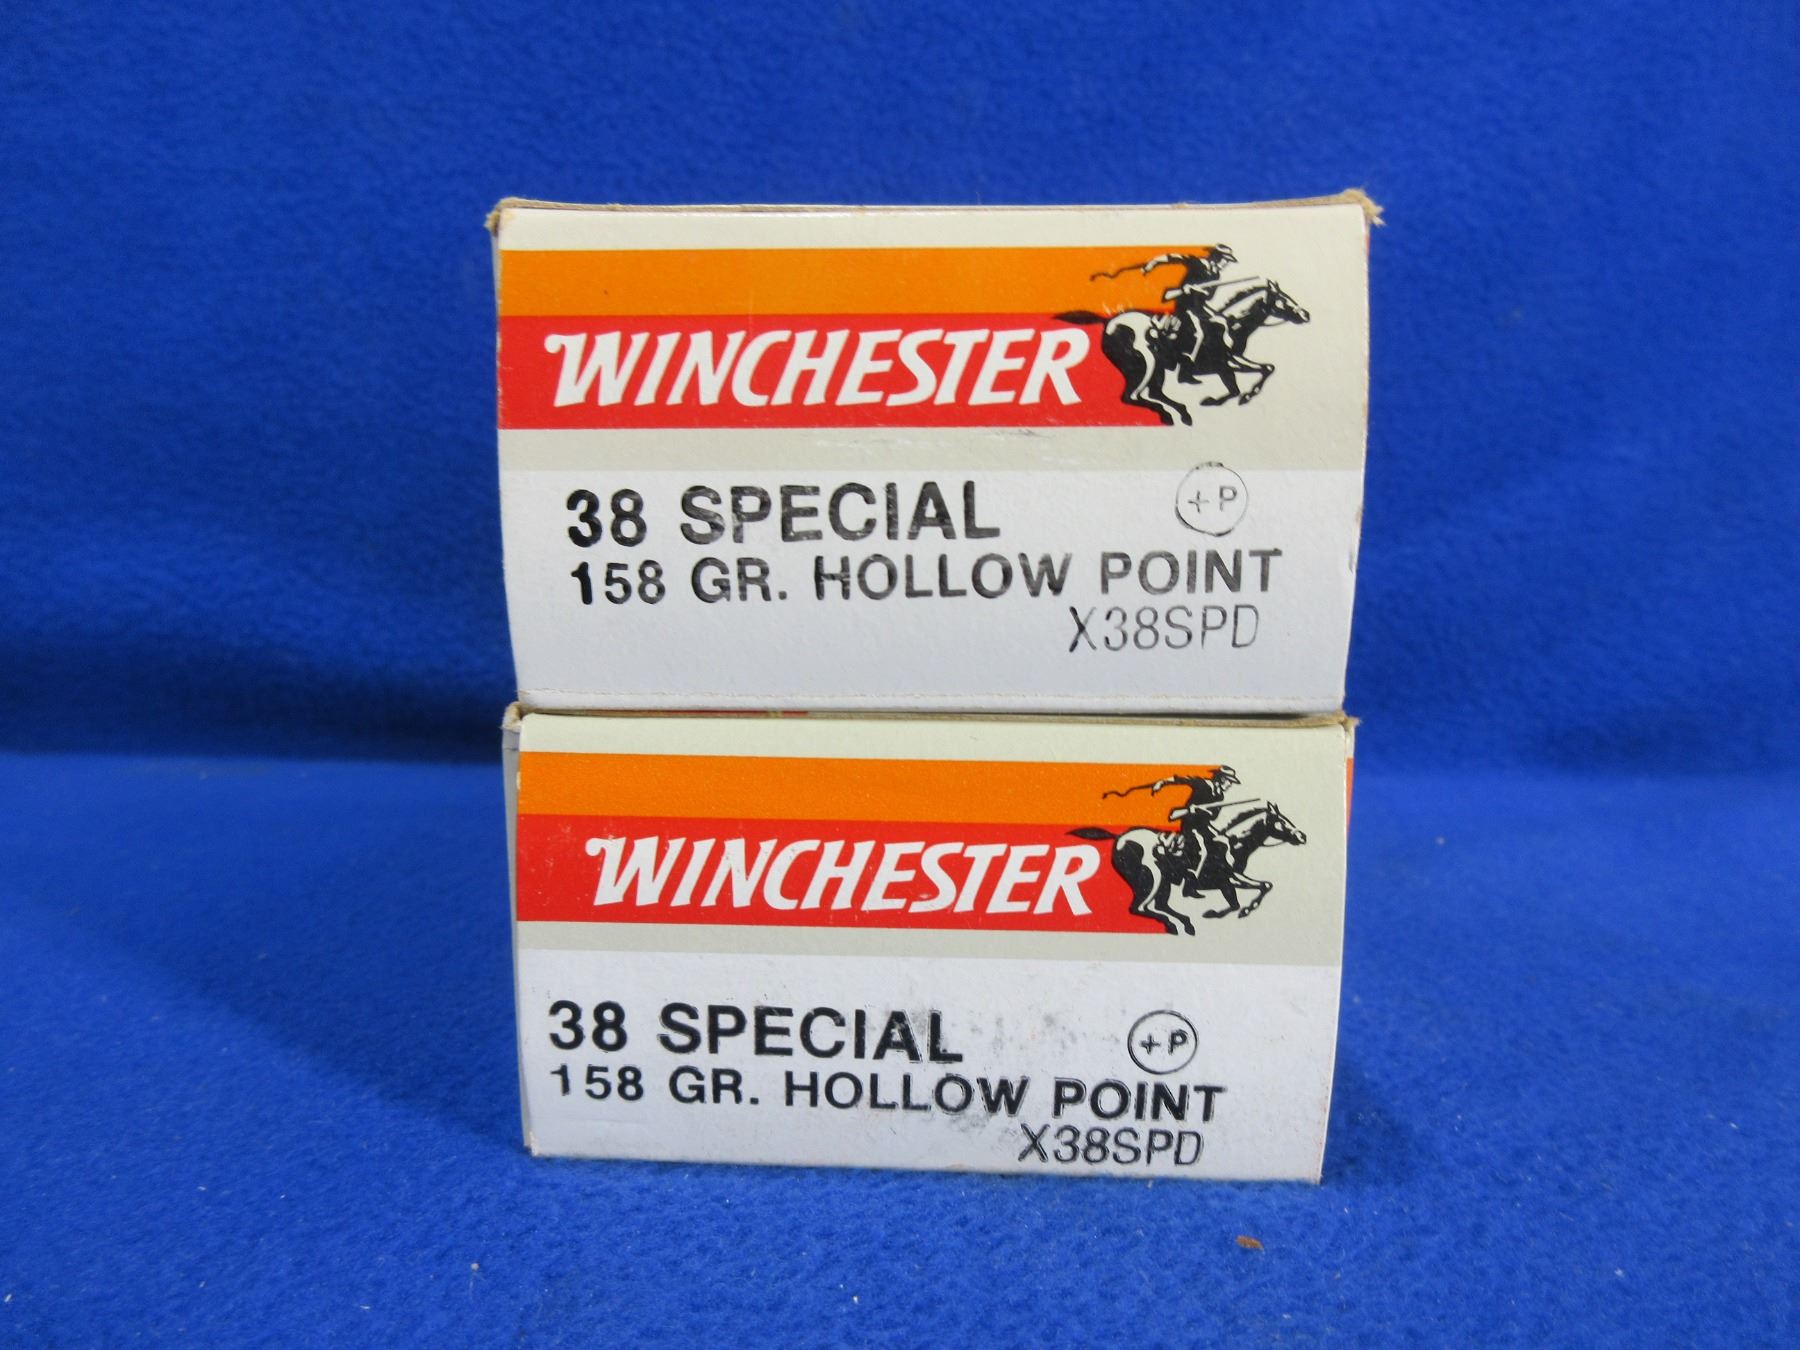 WINCHESTER
38 SPECIAL +P
158 GR. HOLLOW POINT
X38SPD
WINCHESTER
38 SPECIAL +P
158 GR. HOLLOW POINT
X38SPD